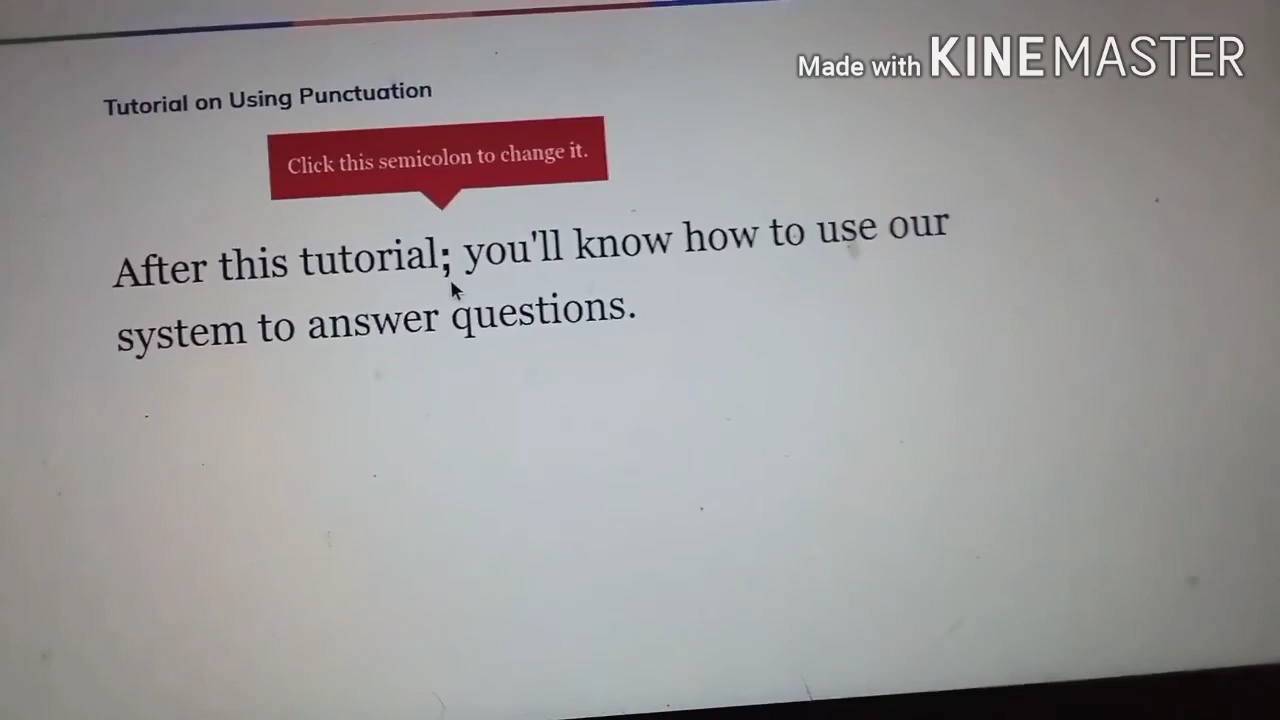 Made with KINEMASTER
Tutorial on Using Punctuation
Click this semicolon to change it.
After this tutorial; you'll know how to use our
system to answer questions.